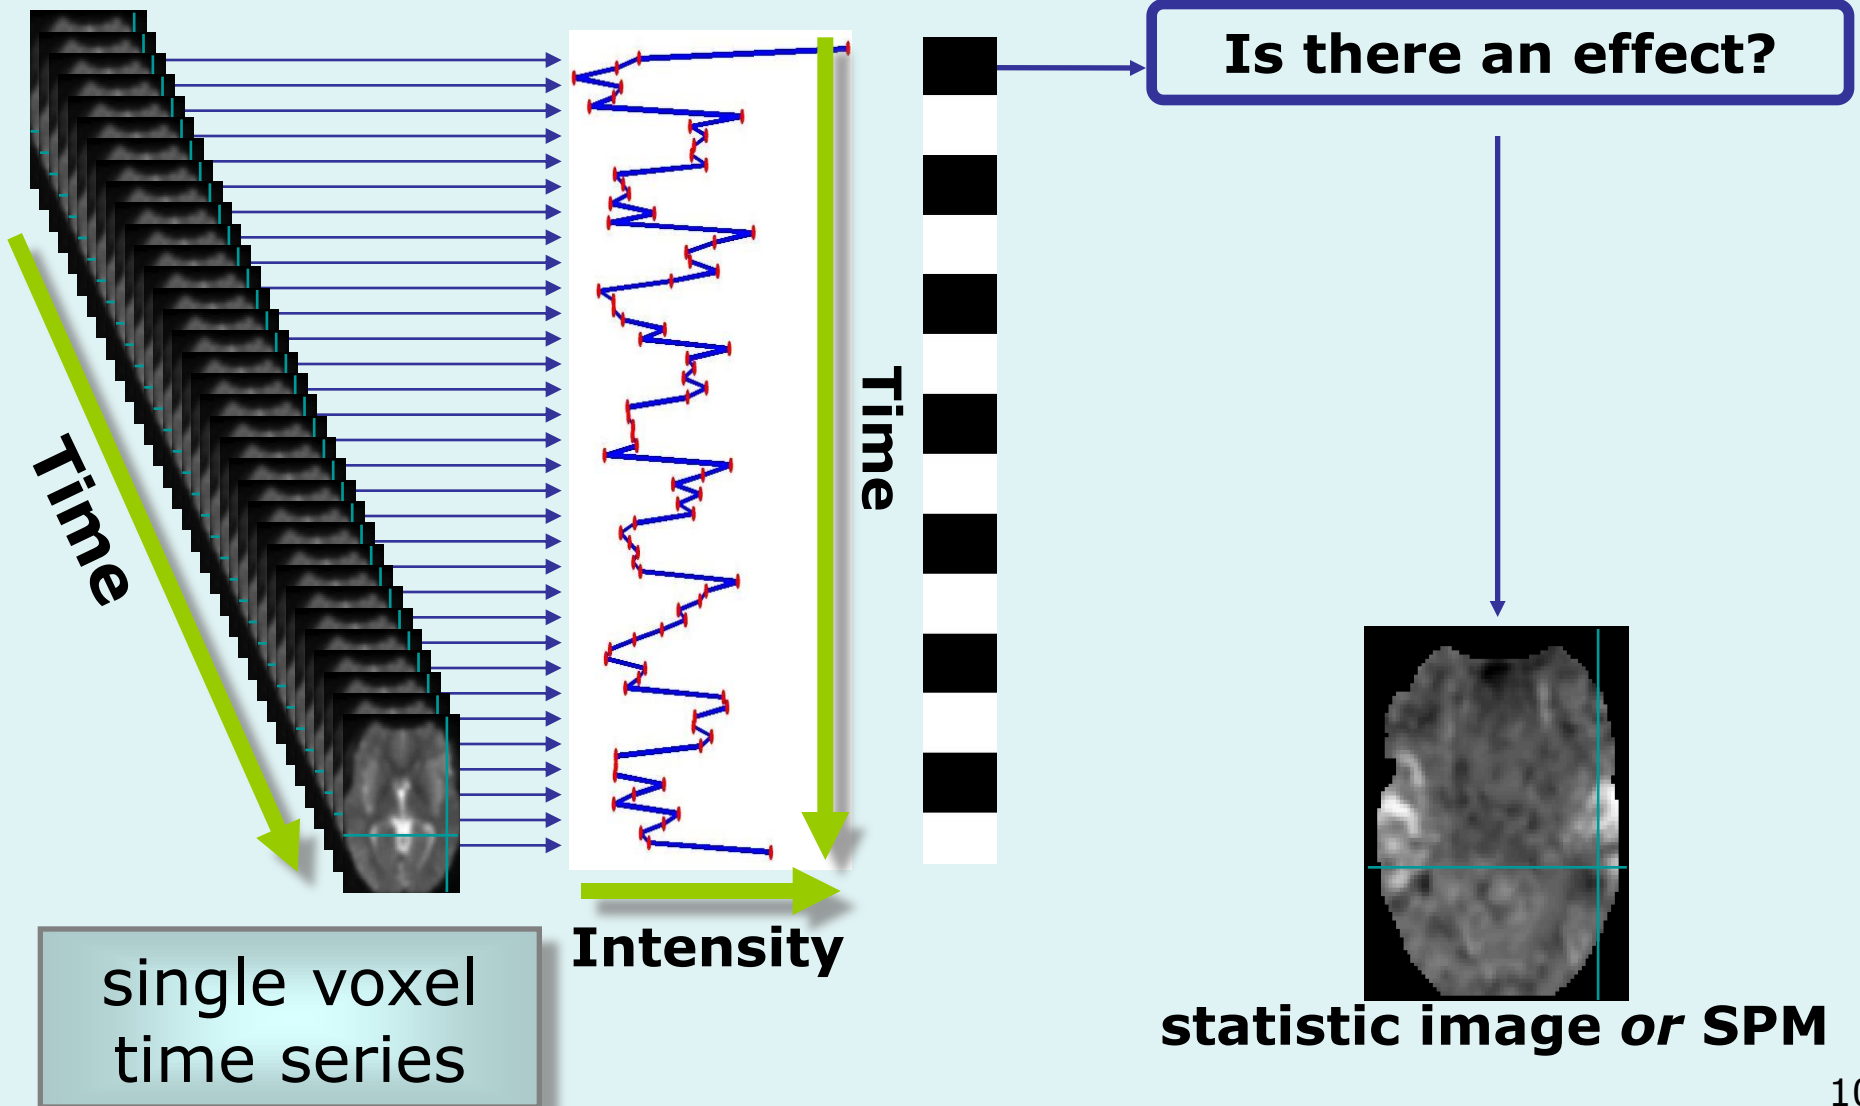 Is there an effect?
Time
Time
Intensity
single voxel
time series
statistic image or SPM